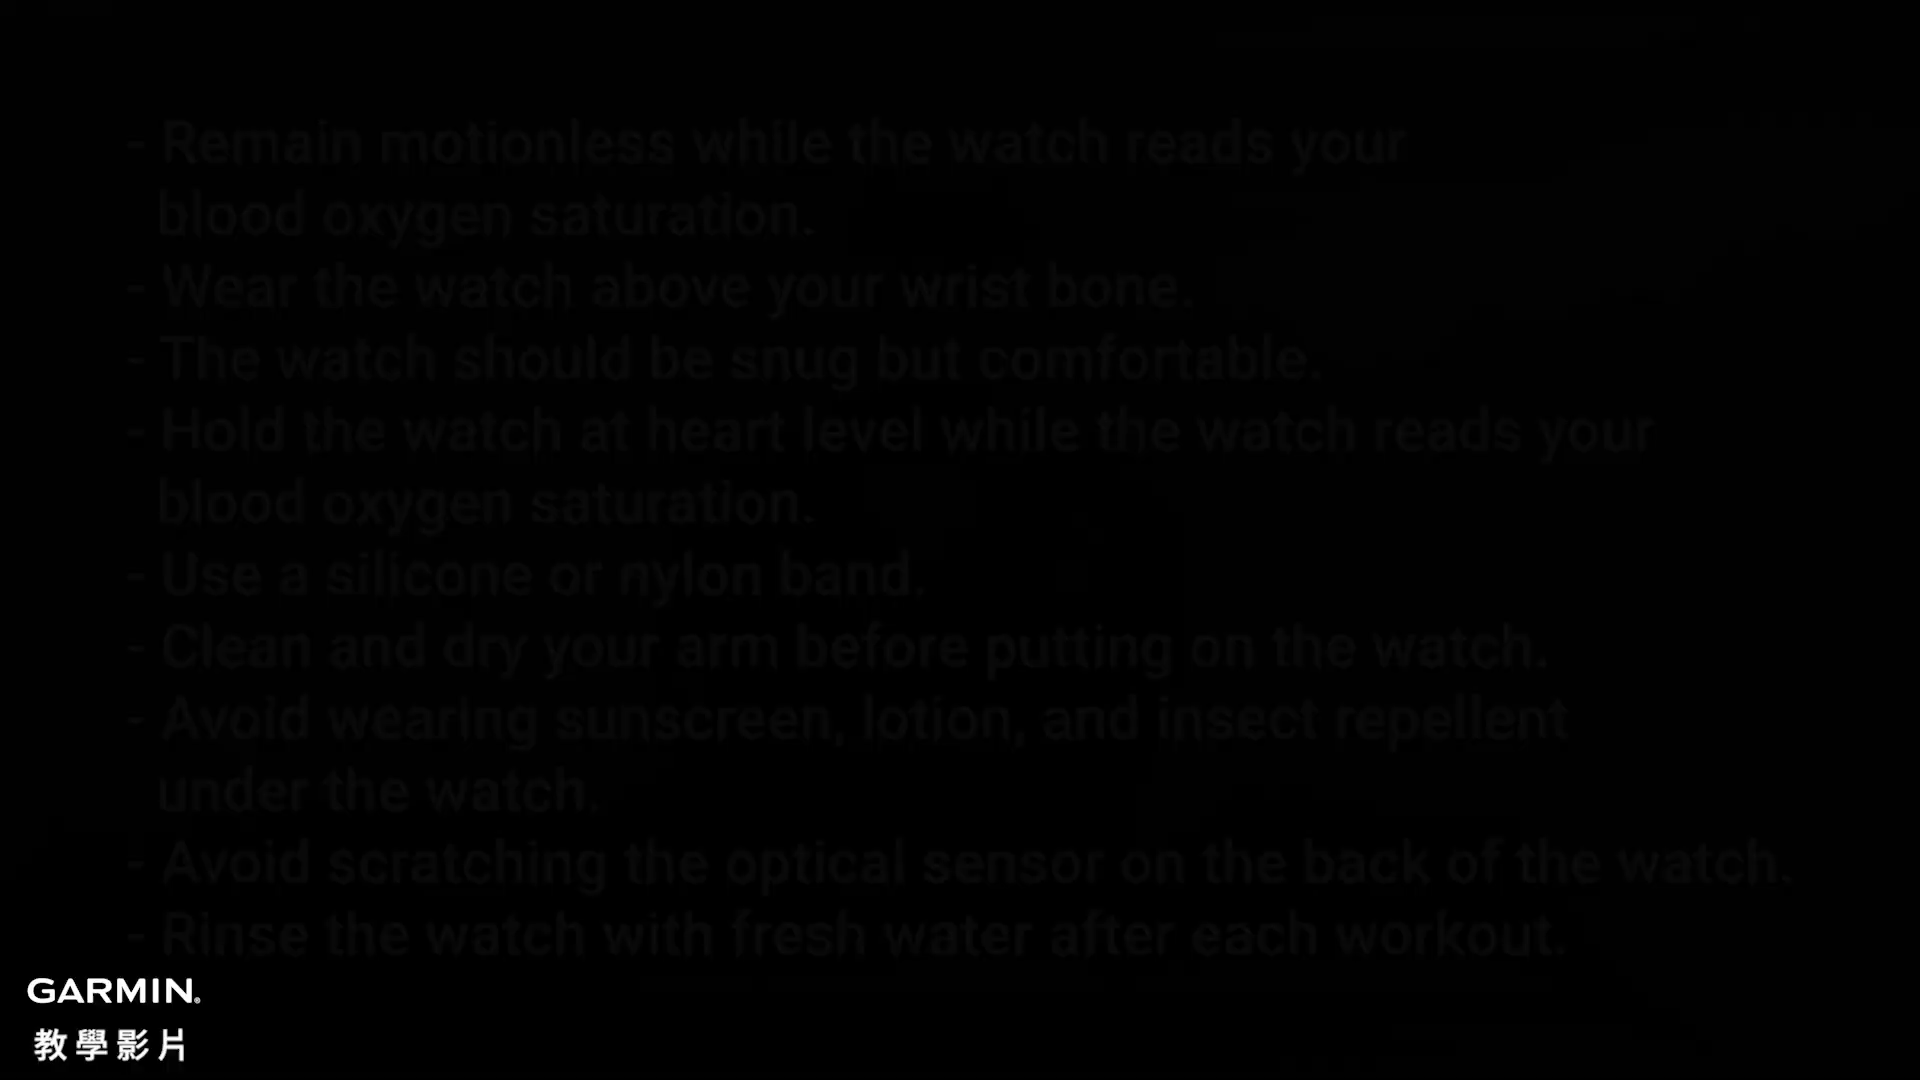 - Remain motionless while the watch reads your
blood oxygen saturation.
- Wear the watch above your wrist bone.
- The watch should be snug but comfortable.
- Hold the watch at heart level while the watch reads your
blood oxygen saturation.
- Use a silicone or nylon band.
- Clean and dry your arm before putting on the watch.
- Avoid wearing sunscreen, lotion, and insect repellent
under the watch.
- Avoid scratching the optical sensor on the back of the watch.
- Rinse the watch with fresh water after each workout.
GARMIN®
教學影片